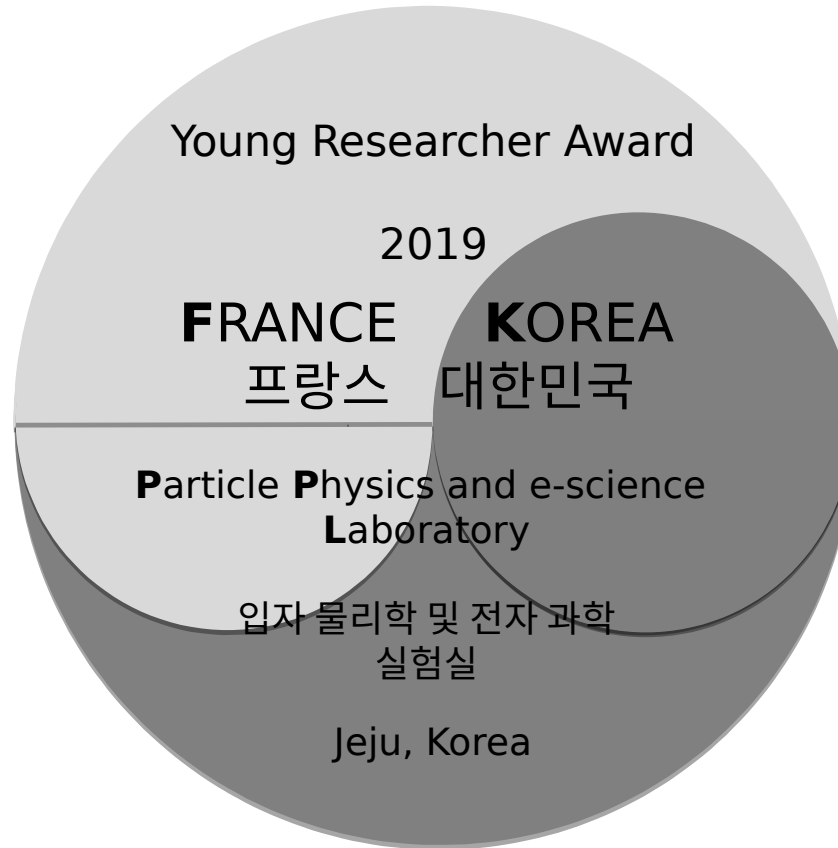 Young Researcher Award
2019
FRANCE KOREA
프랑스 대한민국
Particle Physics and e-science
Laboratory
입자 물리학 및 전자 과학
실험실
Jeju, Korea